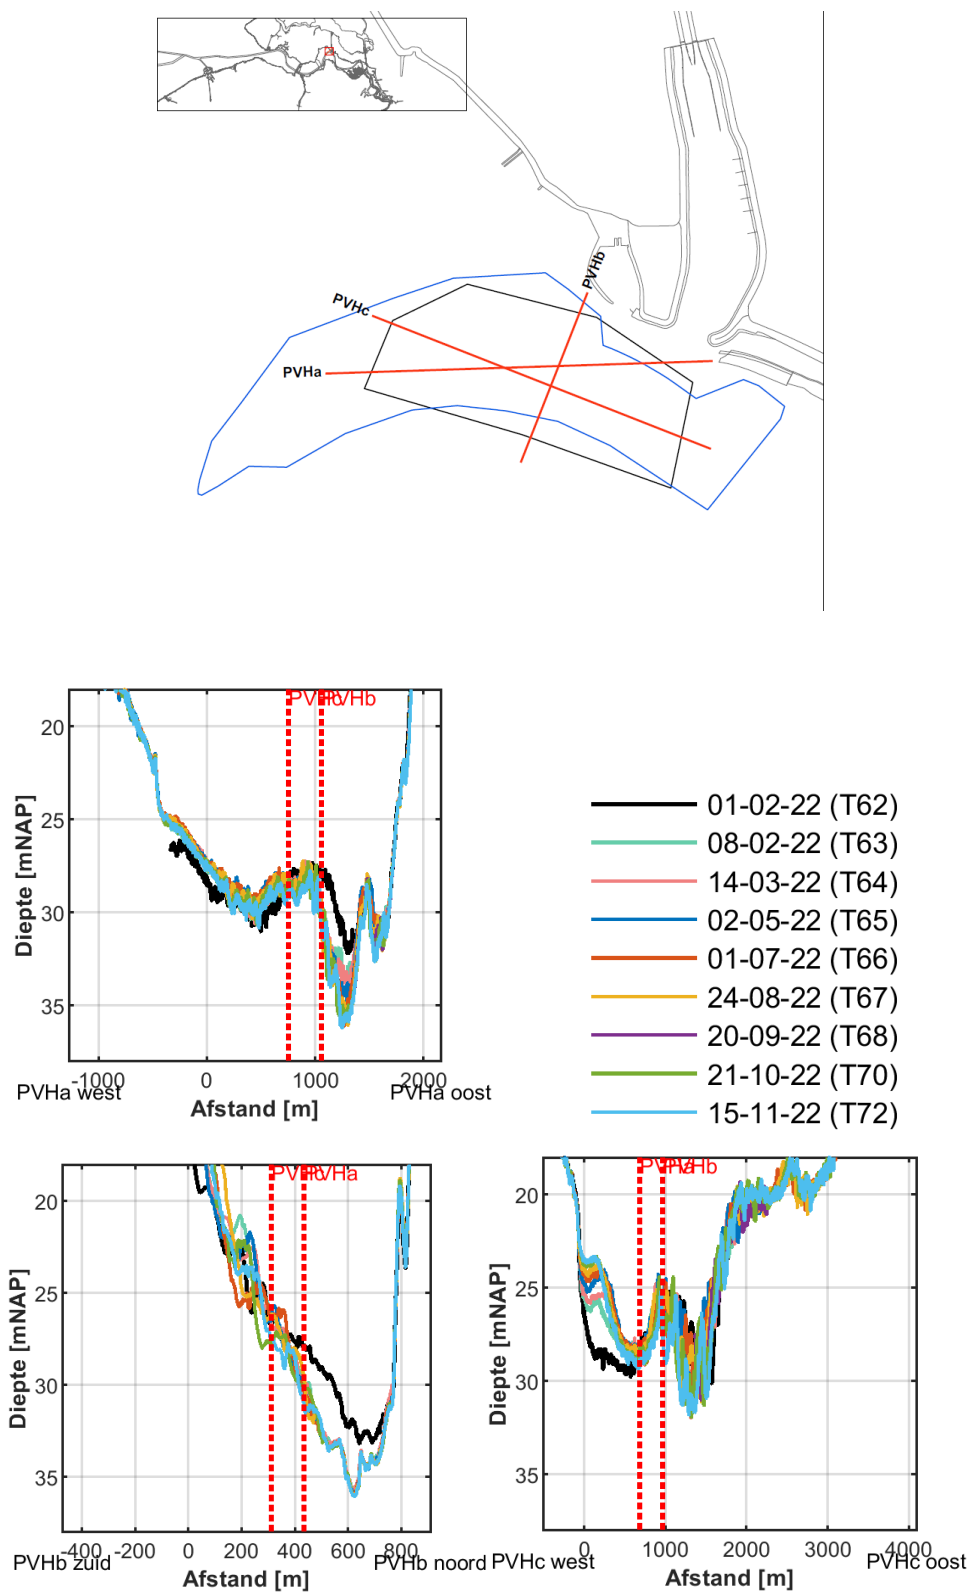 PVHb
PVHc
PVHa
PVHc
PVHb
20
25
30
35
Diepte [mNAP]
-1000
0
1000
2000
PVHa west
PVHa oost
Afstand [m]
01-02-22 (T62)
08-02-22 (T63)
14-03-22 (T64)
02-05-22 (T65)
01-07-22 (T66)
24-08-22 (T67)
20-09-22 (T68)
21-10-22 (T70)
15-11-22 (T72)
PVHc
PVHa
20
25
30
35
Diepte [mNAP]
-400
-200
0
200
400
600
800
PVHb zuid
PVHb noord
Afstand [m]
PVHa
PVHb
20
25
30
35
Diepte [mNAP]
0
1000
2000
3000
4000
PVHc west
PVHc oost
Afstand [m]